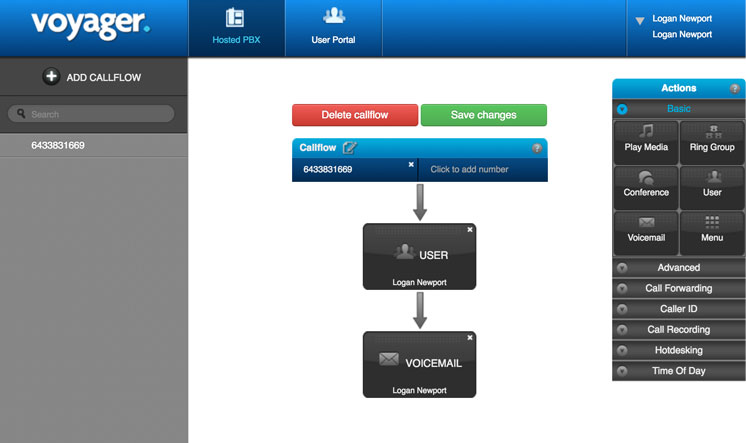 voyager.
Hosted PBX
User Portal
Logan Newport
Logan Newport
ADD CALLFLOW
Search
6433831669
Delete callflow
Save changes
Callflow
?
6433831669
Click to add number
USER
Logan Newport
VOICEMAIL
Logan Newport
Actions
?
Basic
Play Media
Ring Group
Conference
User
Voicemail
Menu
Advanced
Call Forwarding
Caller ID
Call Recording
Hotdesking
Time Of Day